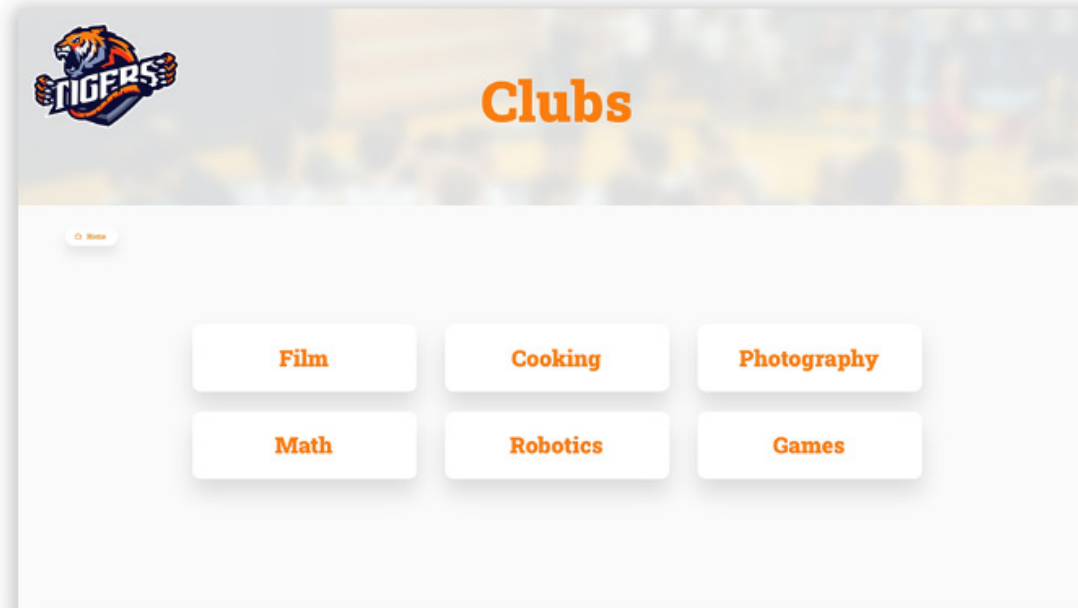 TIGERS
Clubs
Home
Film Cooking Photography
Math Robotics Games